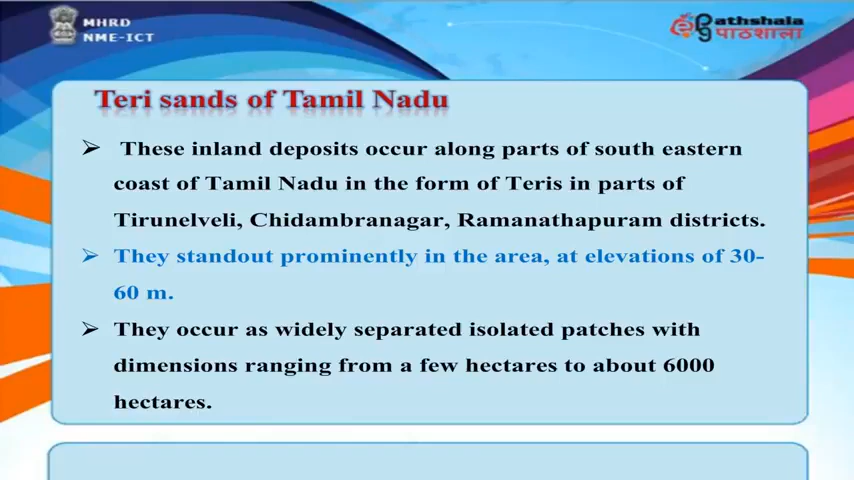 MHRD
NME-ICT
Pathshala
पाठशाला
Teri sands of Tamil Nadu
➢ These inland deposits occur along parts of south eastern
coast of Tamil Nadu in the form of Teris in parts of
Tirunelveli, Chidambranagar, Ramanathapuram districts.
➢ They standout prominently in the area, at elevations of 30-
60 m.
➢ They occur as widely separated isolated patches with
dimensions ranging from a few hectares to about 6000
hectares.